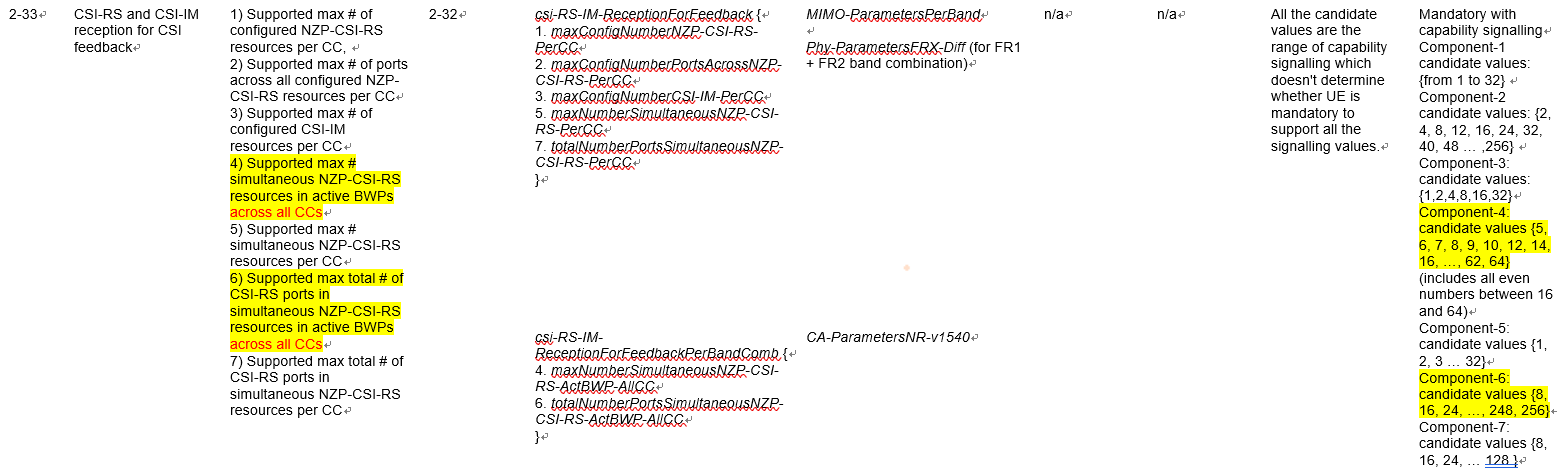 2-33
CSI-RS and CSI-IM
reception for CSI
feedback
1) Supported max # of
configured NZP-CSI-RS
resources per CC,
2) Supported max # of ports
across all configured NZP-
CSI-RS resources per CC
3) Supported max # of
configured CSI-IM
resources per CC
4) Supported max #
simultaneous NZP-CSI-RS
resources in active BWPs
across all CCs
5) Supported max #
simultaneous NZP-CSI-RS
resources per CC
6) Supported max total # of
CSI-RS ports in
simultaneous NZP-CSI-RS
resources in active BWPs
across all CCs
7) Supported max total # of
CSI-RS ports in
simultaneous NZP-CSI-RS
resources per CC
2-32
csi-RS-IM-ReceptionForFeedback {
1. maxConfigNumberNZP-CSI-RS-
PerCC
2. maxConfigNumberPortsAcrossNZP-
CSI-RS-PerCC
3. maxConfigNumberCSI-IM-PerCC
5. maxNumberSimultaneousNZP-CSI-
RS-PerCC
7. totalNumberPortsSimultaneousNZP-
CSI-RS-PerCC
}
csi-RS-IM-
ReceptionForFeedbackPerBandComb {
4. maxNumberSimultaneousNZP-CSI-
RS-ActBWP-AllCC
6. totalNumberPortsSimultaneousNZP-
CSI-RS-ActBWP-AllCC
}
MIMO-ParametersPerBand
Phy-ParametersFRX-Diff (for FR1
+ FR2 band combination)
CA-ParametersNR-v1540
n/a
n/a
All the candidate
values are the
range of capability
signalling which
doesn't determine
whether UE is
mandatory to
support all the
signalling values.
Mandatory with
capability signalling
Component-1
candidate values:
{from 1 to 32}
Component-2
candidate values: {2,
4, 8, 12, 16, 24, 32,
40, 48 … ,256}
Component-3:
candidate values:
{1,2,4,8,16,32}
Component-4:
candidate values {5,
6, 7, 8, 9, 10, 12, 14,
16, …, 62, 64}
(includes all even
numbers between 16
and 64)
Component-5:
candidate values {1,
2, 3 … 32}
Component-6:
candidate values {8,
16, 24, …, 248, 256}
Component-7:
candidate values {8,
16, 24, … 128 }